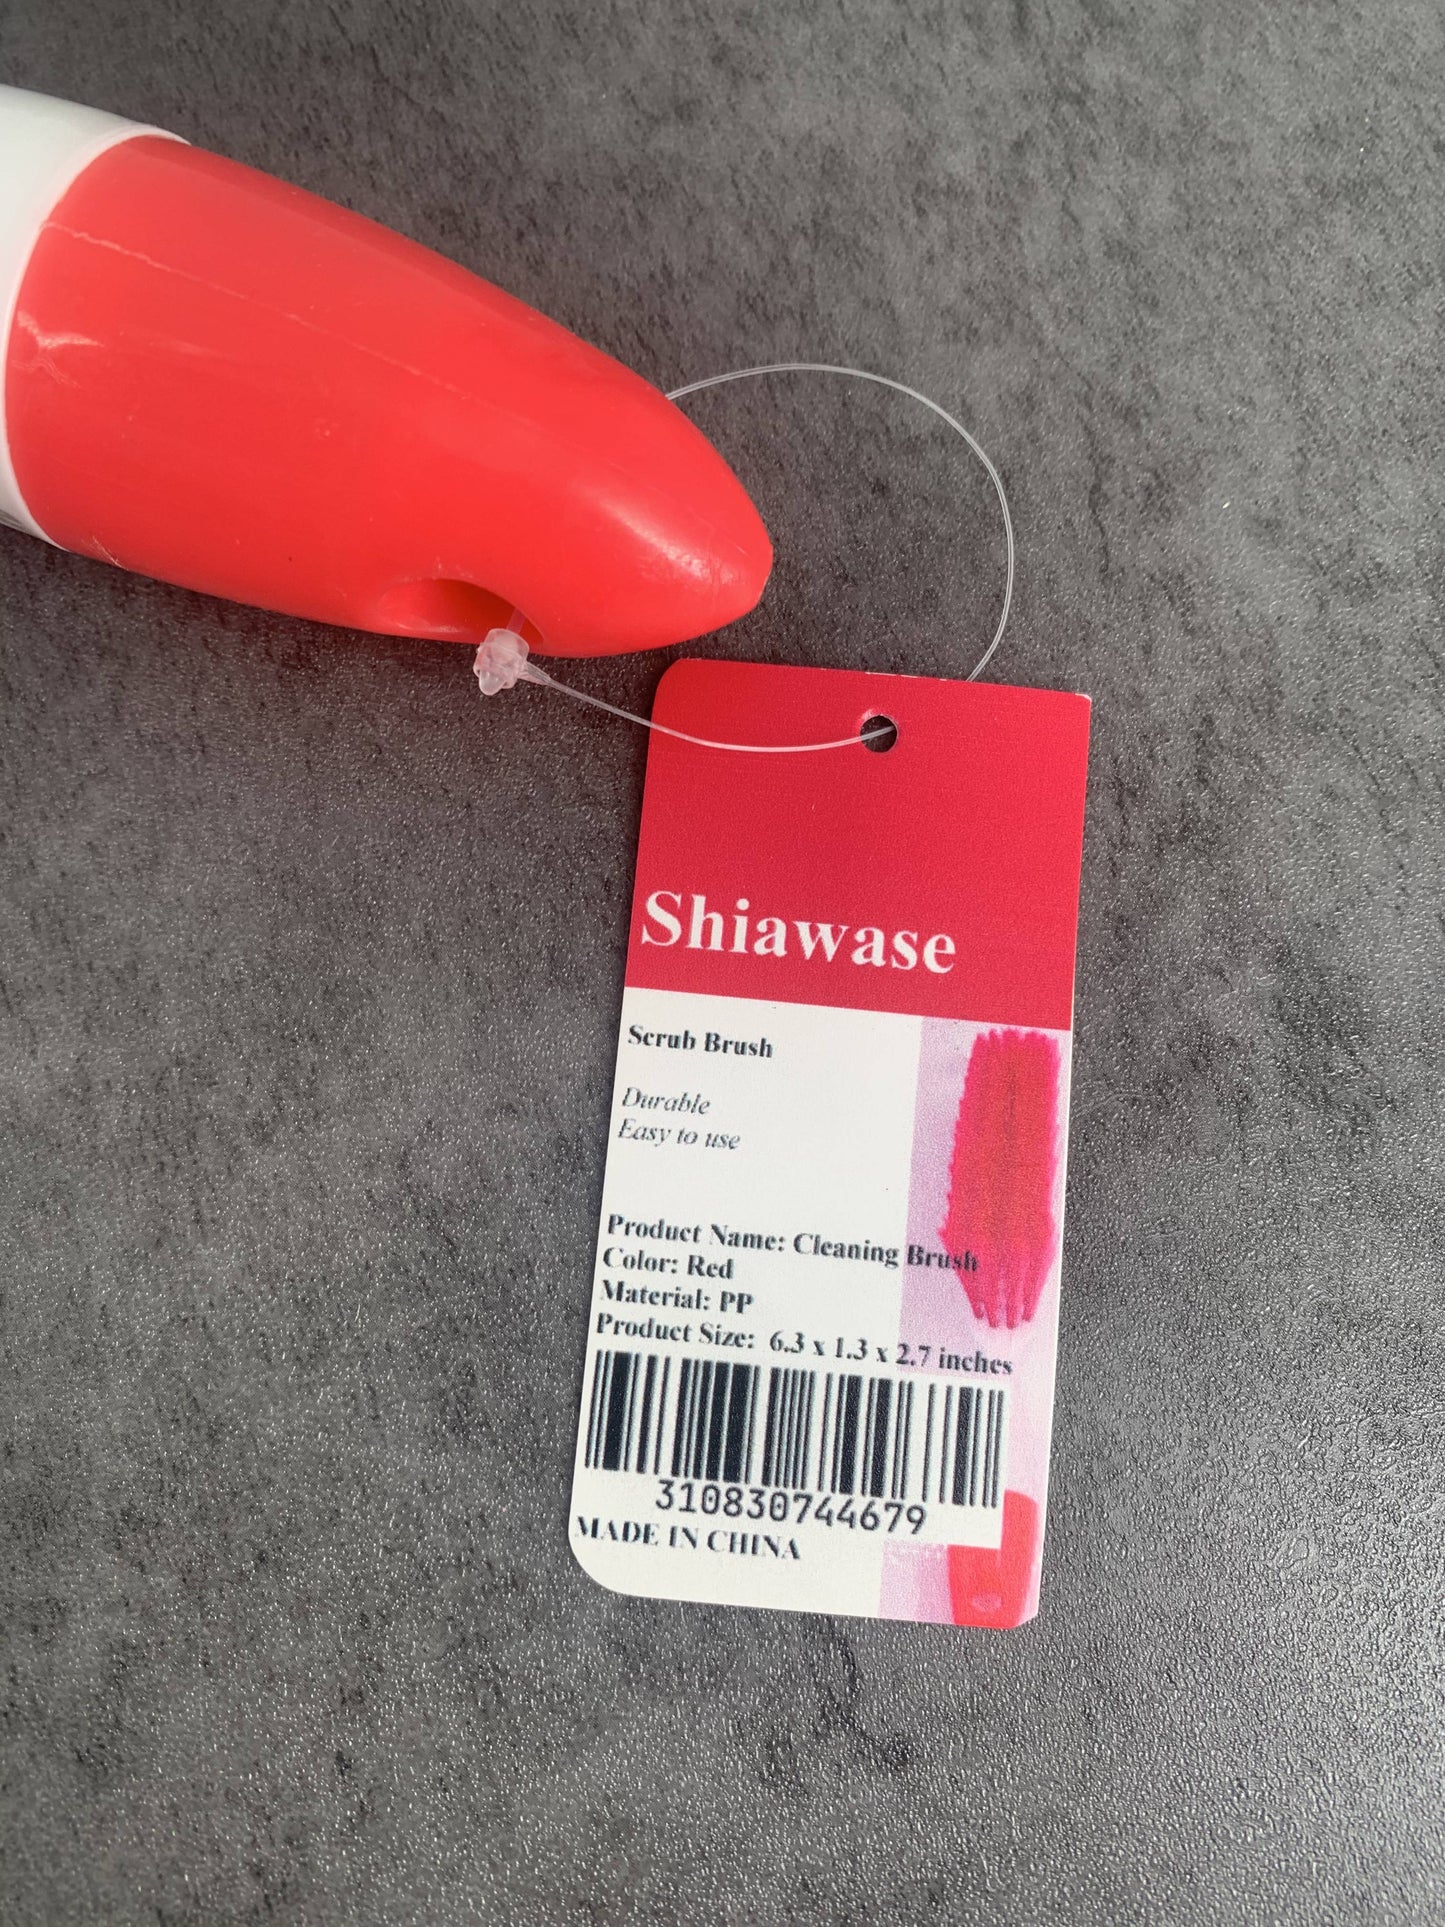 Shiawase
Scrub Brush
Durable
Easy to use
Product Name: Cleaning Brush
Color: Red
Material: PP
Product Size: 6.3 x 1.3 x 2.7 inches
310830744679
MADE IN CHINA